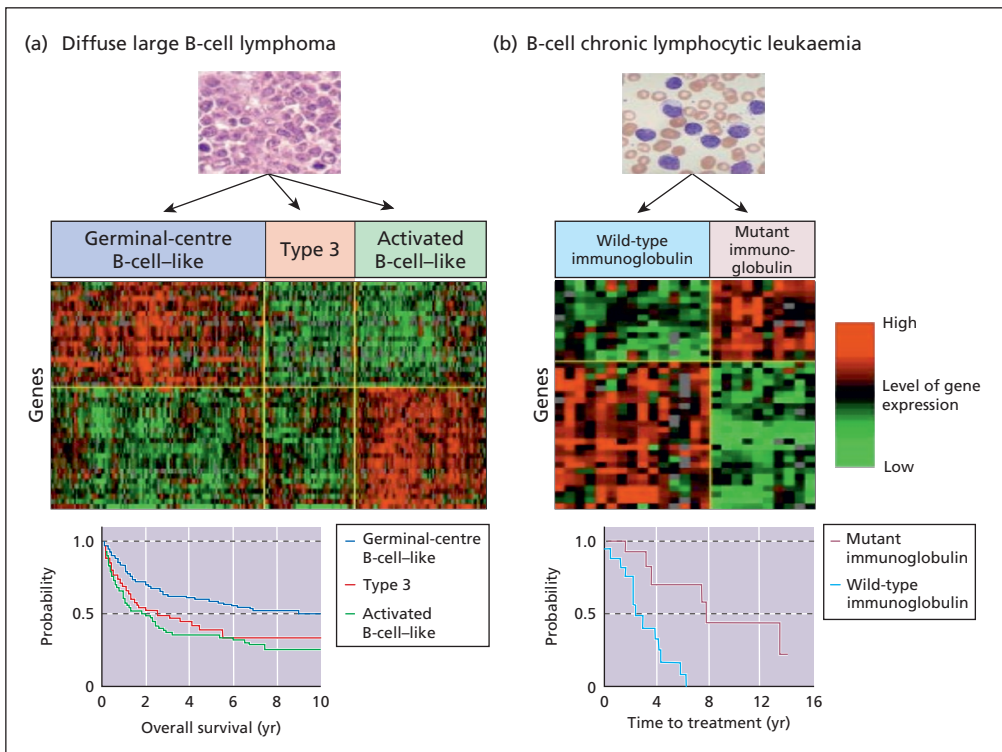 (a) Diffuse large B-cell lymphoma
Germinal-centre
B-cell–like
Type 3
Activated
B-cell–like
Genes
1.0
0.5
0
Probability
0
2
4
6
8
10
Overall survival (yr)
Germinal-centre
B-cell–like
Type 3
Activated
B-cell–like
(b) B-cell chronic lymphocytic leukaemia
Wild-type
immunoglobulin
Mutant
immuno-
globulin
Genes
High
Level of gene
expression
Low
1.0
0.5
0
Probability
0
4
8
12
16
Time to treatment (yr)
Mutant
immunoglobulin
Wild-type
immunoglobulin